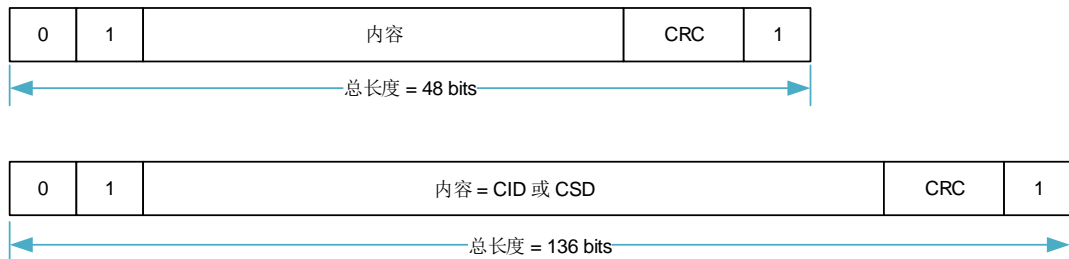 0 1 内容 CRC 1
总长度 = 48 bits
0 1 内容 = CID 或 CSD CRC 1
总长度 = 136 bits